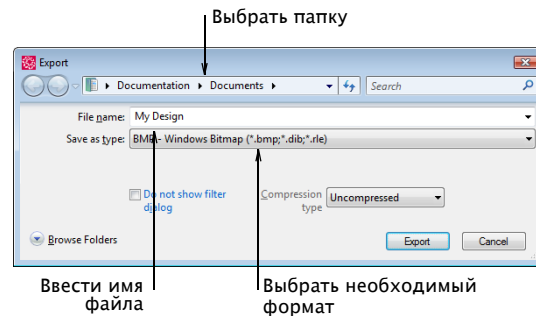 Выбрать папку
Export
Documentation Documents Search
File name: My Design
Save as type: BMP - Windows Bitmap (*.bmp;*.dib;*.rle)
Do not show filter Compression Uncompressed
dialog type
Browse Folders Export Cancel
Ввести имя Выбрать необходимый
файла формат